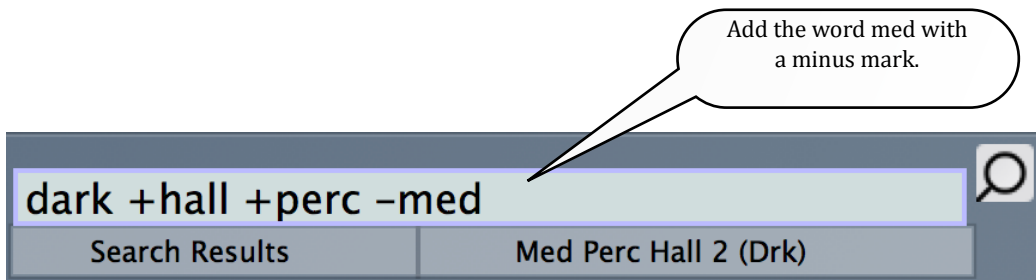 Add the word med with
a minus mark.
dark +hall +perc –med
Search Results
Med Perc Hall 2 (Drk)